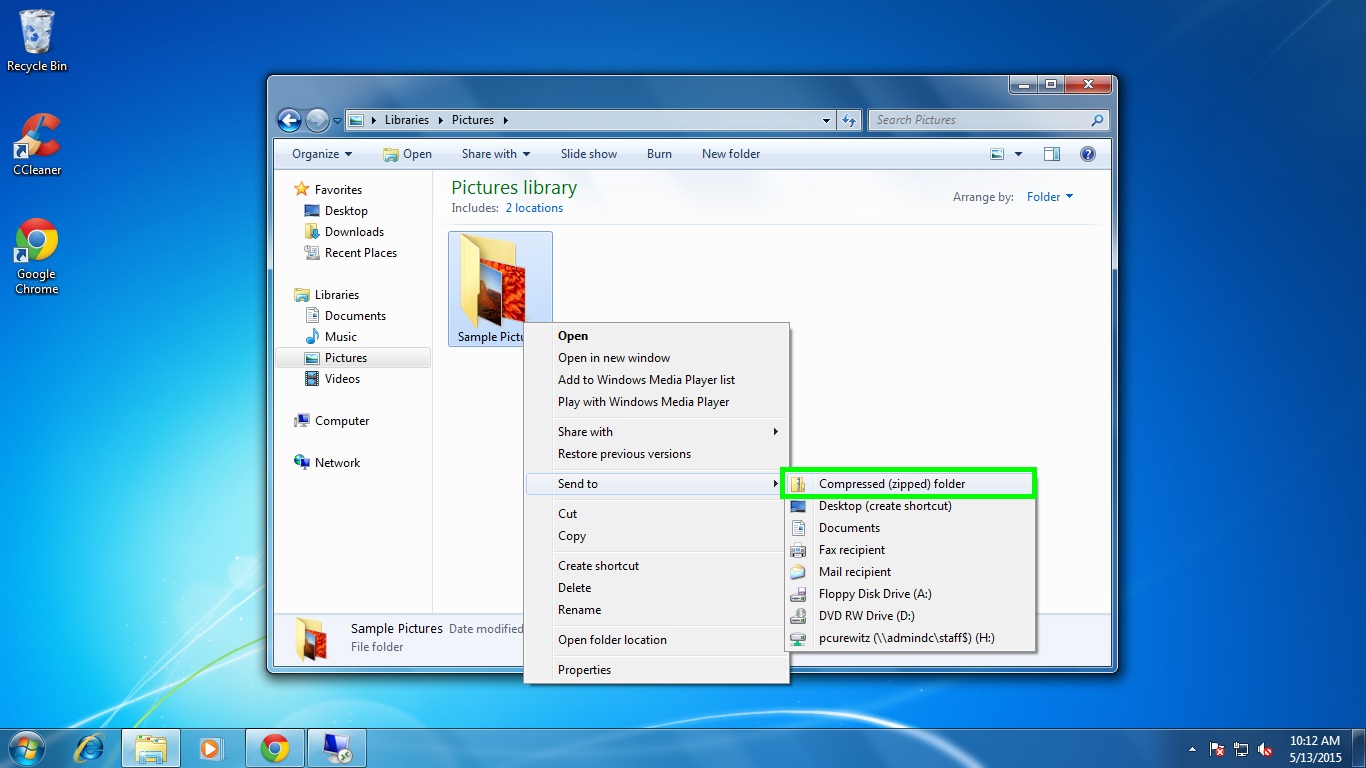 Recycle Bin
CCleaner
Google
Chrome
Libraries
Pictures
Search Pictures
Organize
Open
Share with
Slide show
Burn
New folder
Favorites
Desktop
Downloads
Recent Places
Libraries
Documents
Music
Pictures
Videos
Computer
Network
Pictures library
Includes: 2 locations
Arrange by: Folder
Sample Pictu
Open
Open in new window
Add to Windows Media Player list
Play with Windows Media Player
Share with
Restore previous versions
Send to
Cut
Copy
Create shortcut
Delete
Rename
Open folder location
Properties
Compressed (zipped) folder
Desktop (create shortcut)
Documents
Fax recipient
Mail recipient
Floppy Disk Drive (A:)
DVD RW Drive (D:)
pcurewitz (\\admindc\staff$) (H:)
Sample Pictures Date modified
File folder
10:12 AM
5/13/2015